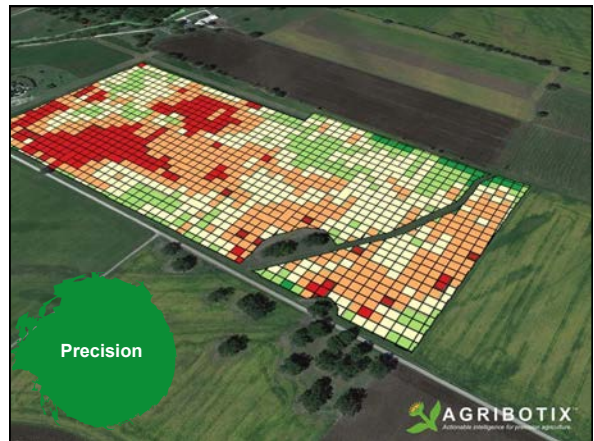 Precision
AGRIBOTIX
Actionable intelligence for precision agriculture.